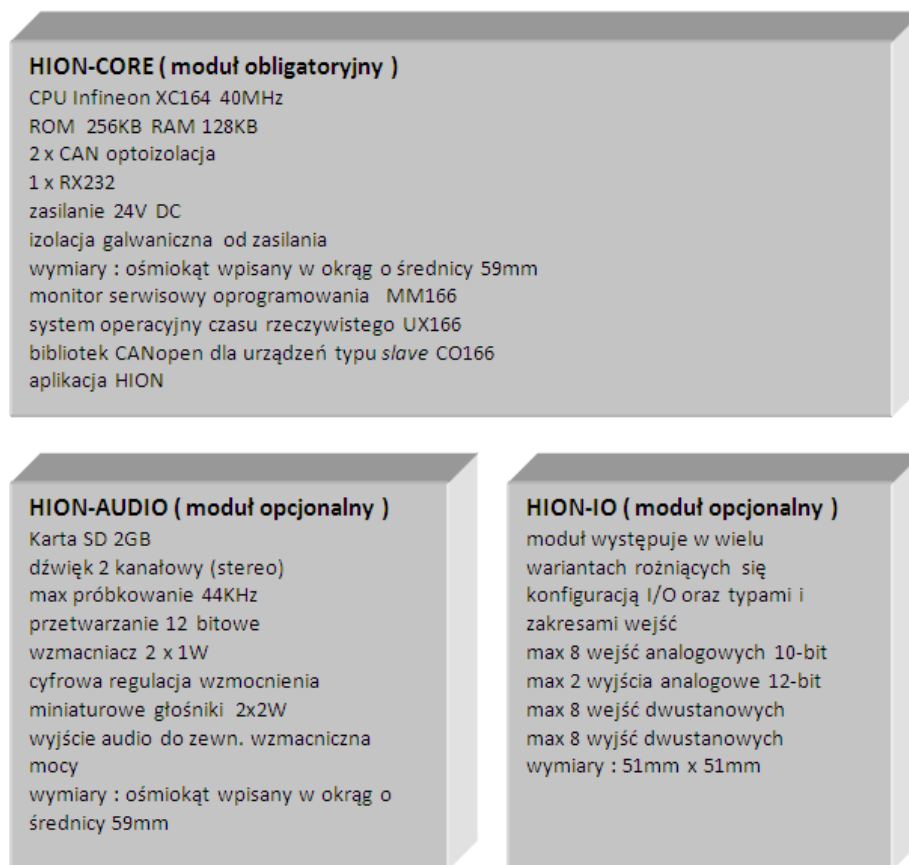 HION-CORE ( moduł obligatoryjny )
CPU Infineon XC164 40MHz
ROM 256KB RAM 128KB
2 x CAN optoizolacja
1 x RX232
zasilanie 24V DC
izolacja galwaniczna od zasilania
wymiary : ośmiokąt wpisany w okrąg o średnicy 59mm
monitor serwisowy oprogramowania MM166
system operacyjny czasu rzeczywistego UX166
bibliotek CANopen dla urządzeń typu slave CO166
aplikacja HION
HION-AUDIO ( moduł opcjonalny )
Karta SD 2GB
dźwięk 2 kanałowy (stereo)
max próbkowanie 44KHz
przetwarzanie 12 bitowe
wzmacniacz 2 x 1W
cyfrowa regulacja wzmocnienia
miniaturowe głośniki 2x2W
wyjście audio do zewn. wzmacniczna
mocy
wymiary : ośmiokąt wpisany w okrąg o
średnicy 59mm
HION-IO ( moduł opcjonalny )
moduł występuje w wielu
wariantach rożniących się
konfiguracją I/O oraz typami i
zakresami wejść
max 8 wejść analogowych 10-bit
max 2 wyjścia analogowe 12-bit
max 8 wejść dwustanowych
max 8 wyjść dwustanowych
wymiary : 51mm x 51mm